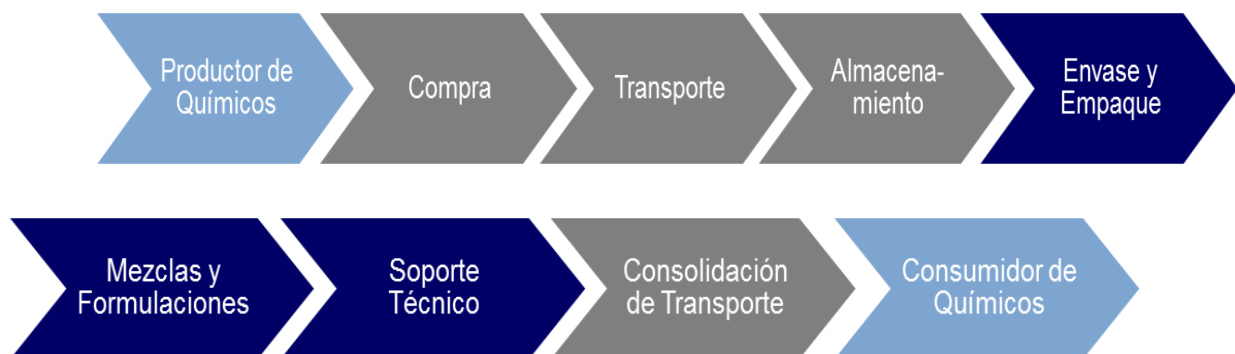 Productor de
Químicos
Compra
Transporte
Almacena-
miento
Envase y
Empaque
Mezclas y
Formulaciones
Soporte
Técnico
Consolidación
de Transporte
Consumidor de
Químicos